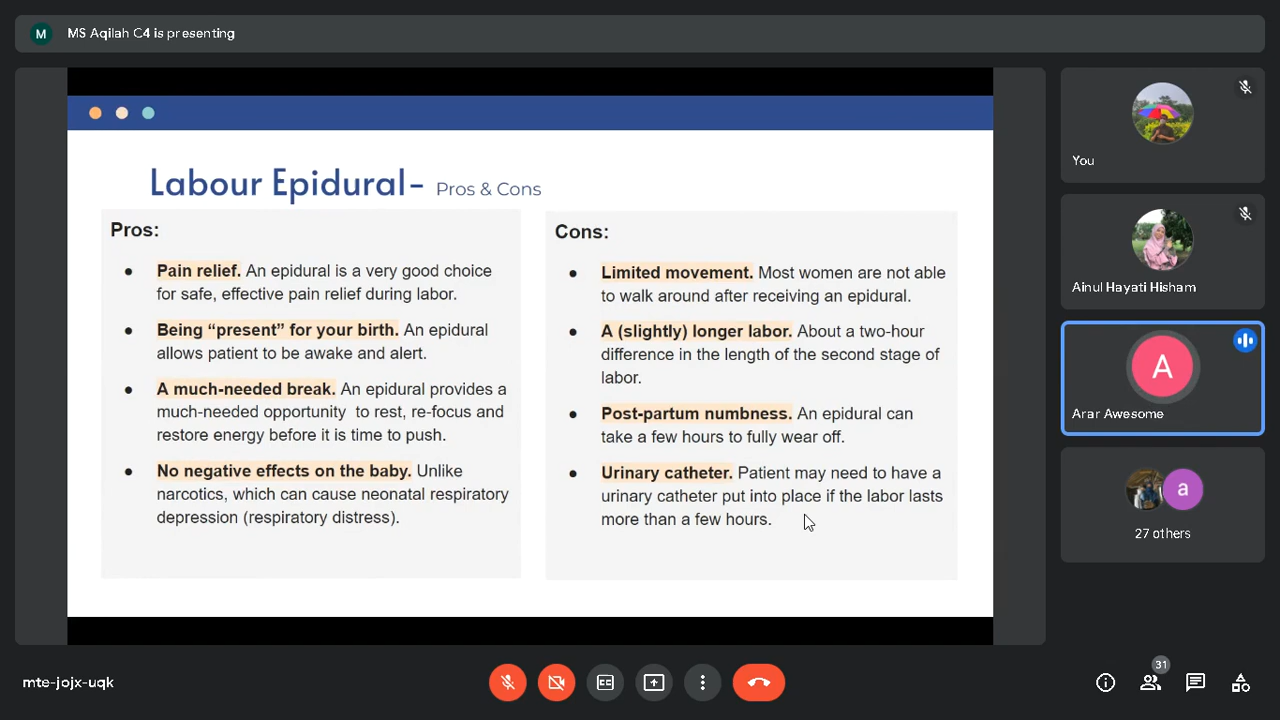 M MS Aqilah C4 is presenting
Labour Epidural- Pros & Cons
Pros:
• Pain relief. An epidural is a very good choice
for safe, effective pain relief during labor.
• Being “present” for your birth. An epidural
allows patient to be awake and alert.
• A much-needed break. An epidural provides a
much-needed opportunity to rest, re-focus and
restore energy before it is time to push.
• No negative effects on the baby. Unlike
narcotics, which can cause neonatal respiratory
depression (respiratory distress).
Cons:
• Limited movement. Most women are not able
to walk around after receiving an epidural.
• A (slightly) longer labor. About a two-hour
difference in the length of the second stage of
labor.
• Post-partum numbness. An epidural can
take a few hours to fully wear off.
• Urinary catheter. Patient may need to have a
urinary catheter put into place if the labor lasts
more than a few hours.
You
Ainul Hayati Hisham
A
Arar Awesome
a
27 others
mte-jojx-uqk
CC
31